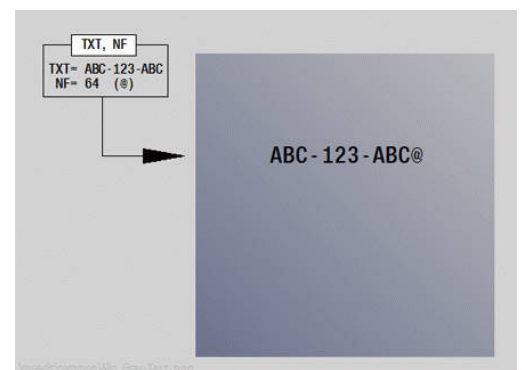 TXT, NF
TXT= ABC-123-ABC
NF= 64 (@)
ABC-123-ABC@